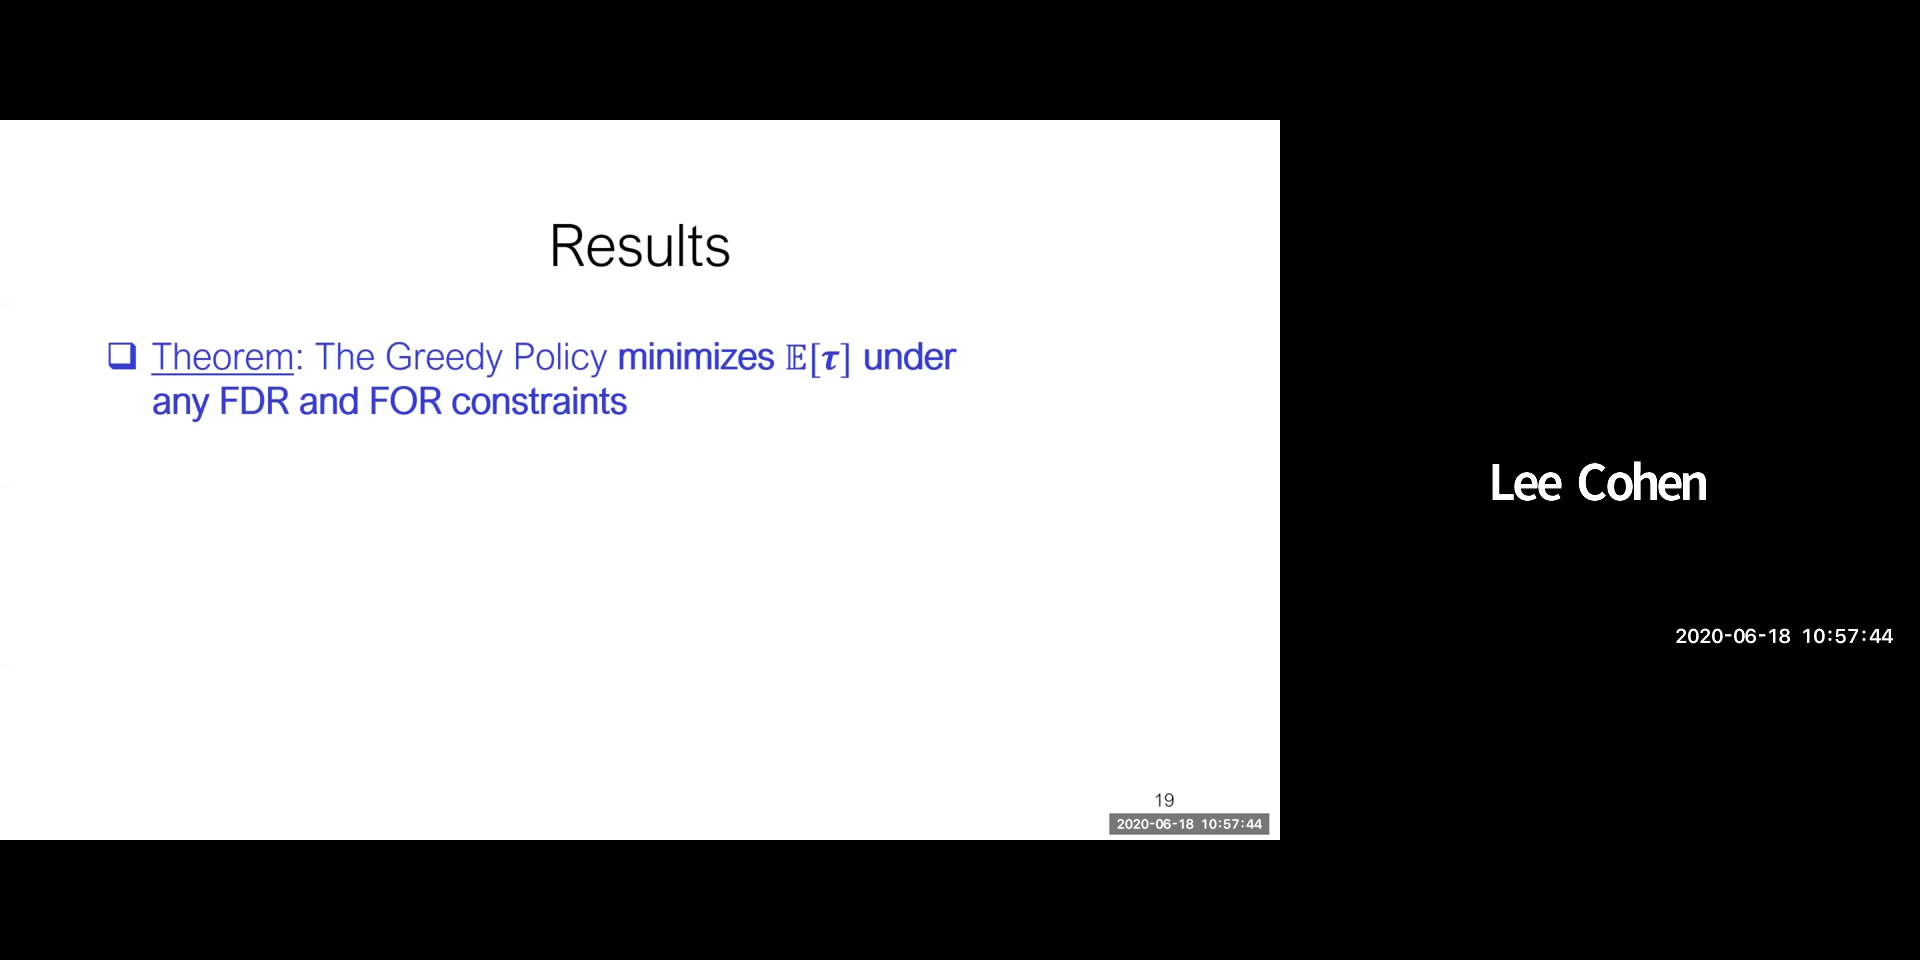 Results
❑ Theorem: The Greedy Policy minimizes 𝔼[τ] under
any FDR and FOR constraints
19
2020-06-18 10:57:44
Lee Cohen
2020-06-18 10:57:44